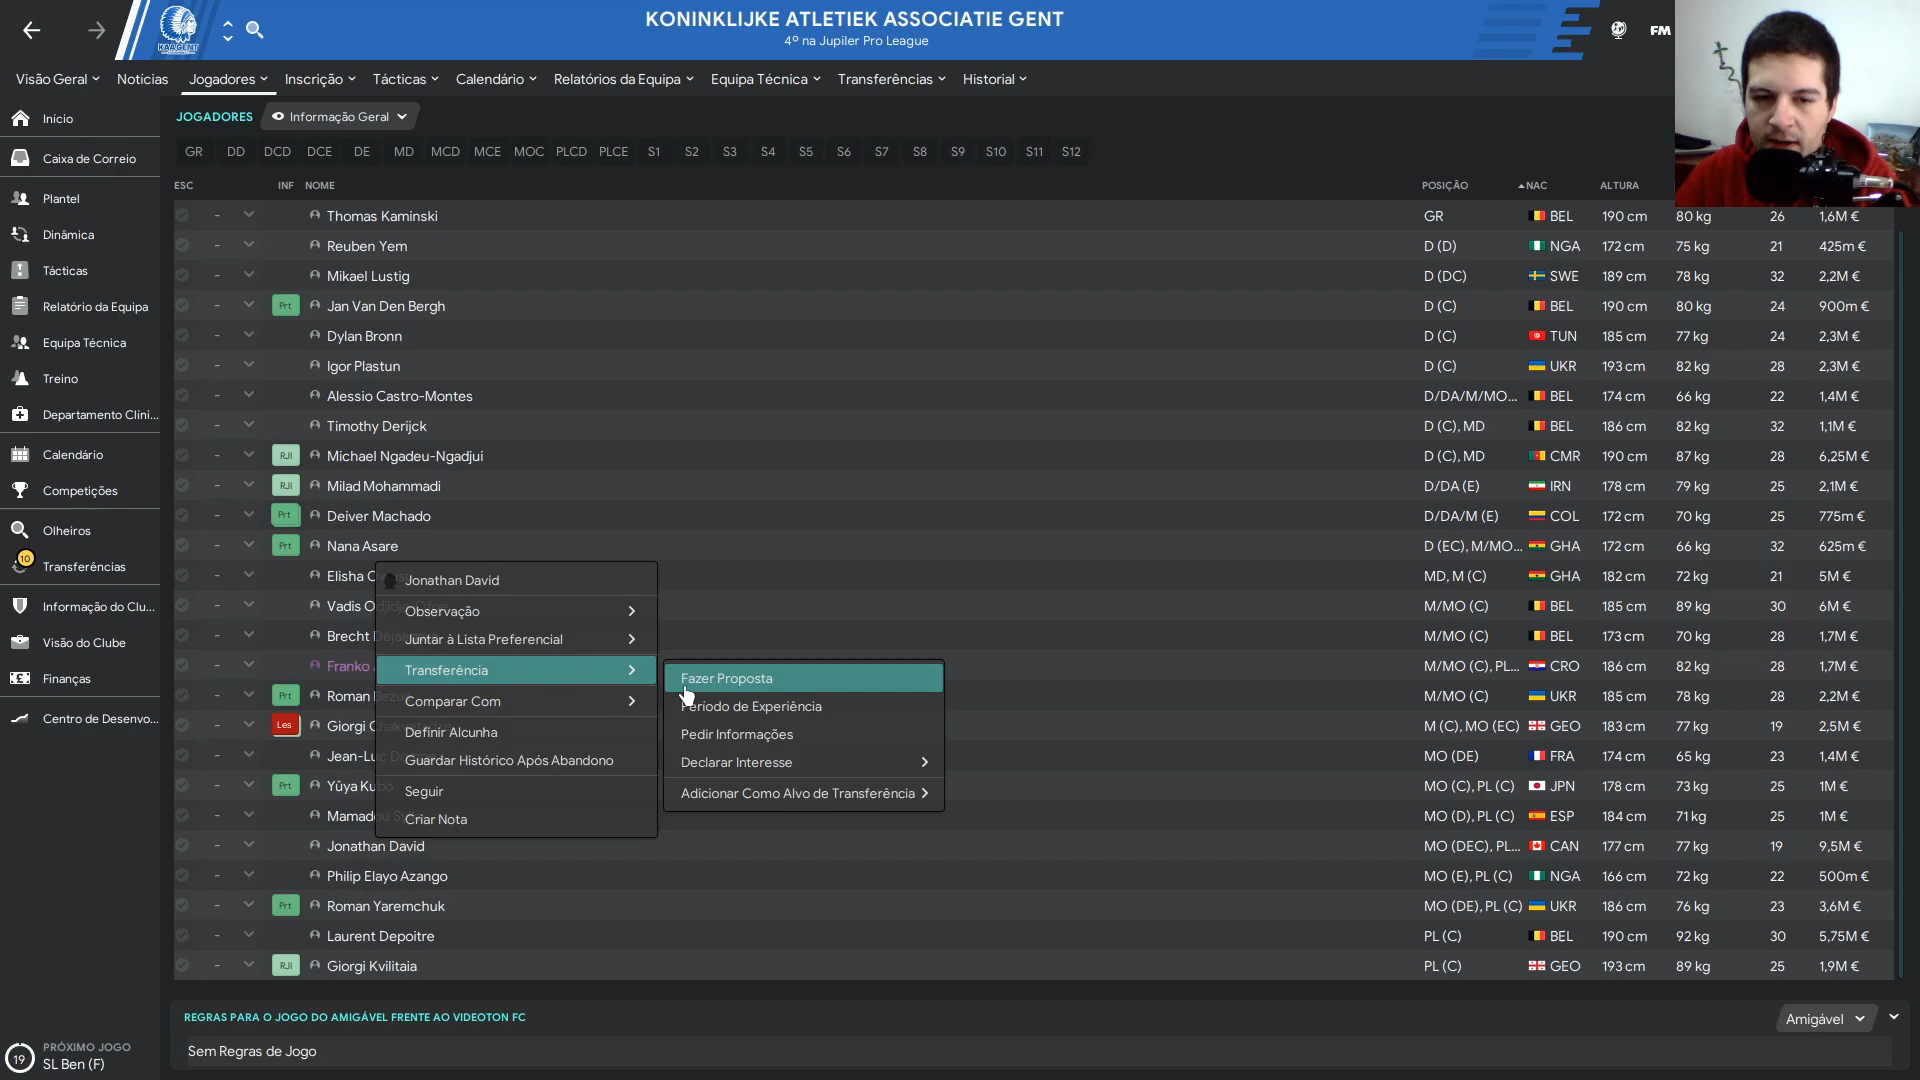 KAAGENT
KONINKLIJKE ATLETIEK ASSOCIATIE GENT
4º na Jupiler Pro League
FM
Visão Geral
Notícias
Jogadores
Inscrição
Tácticas
Calendário
Relatórios da Equipa
Equipa Técnica
Transferências
Historial
Início
Caixa de Correio
Plantel
Dinâmica
Tácticas
Relatório da Equipa
Equipa Técnica
Treino
Departamento Clíni...
Calendário
Competições
Olheiros
10
Transferências
Informação do Clu...
Visão do Clube
Finanças
Centro de Desenvo...
19
PRÓXIMO JOGO
SL Ben (F)
JOGADORES
Informação Geral
GR DD DCD DCE DE MD MCD MCE MOC PLCD PLCE S1 S2 S3 S4 S5 S6 S7 S8 S9 S10 S11 S12
ESC INF NOME POSIÇÃO NAC ALTURA
- Thomas Kaminski GR BEL 190 cm 80 kg 26 1,6M €
- Reuben Yem D (D) NGA 172 cm 75 kg 21 425m €
- Mikael Lustig D (DC) SWE 189 cm 78 kg 32 2,2M €
- Prt Jan Van Den Bergh D (C) BEL 190 cm 80 kg 24 900m €
- Dylan Bronn D (C) TUN 185 cm 77 kg 24 2,3M €
- Igor Plastun D (C) UKR 193 cm 82 kg 28 2,3M €
- Alessio Castro-Montes D/DA/M/MO... BEL 174 cm 66 kg 22 1,4M €
- Timothy Derijck D (C), MD BEL 186 cm 82 kg 32 1,1M €
- RJI Michael Ngadeu-Ngadjui D (C), MD CMR 190 cm 87 kg 28 6,25M €
- RJI Milad Mohammadi D/DA (E) IRN 178 cm 79 kg 25 2,1M €
- Prt Deiver Machado D/DA/M (E) COL 172 cm 70 kg 25 775m €
- Prt Nana Asare D (EC), M/MO... GHA 172 cm 66 kg 32 625m €
- Elisha MD, M (C) GHA 182 cm 72 kg 21 5M €
- Vadis M/MO (C) BEL 185 cm 89 kg 30 6M €
- Brecht M/MO (C) BEL 173 cm 70 kg 28 1,7M €
- Franko M/MO (C), PL... CRO 186 cm 82 kg 28 1,7M €
- Prt Roman M/MO (C) UKR 185 cm 78 kg 28 2,2M €
- Les Giorgi M (C), MO (EC) GEO 183 cm 77 kg 19 2,5M €
- Jean-Luc MO (DE) FRA 174 cm 65 kg 23 1,4M €
- Prt Yûya Kubo MO (C), PL (C) JPN 178 cm 73 kg 25 1M €
- Mamadou MO (D), PL (C) ESP 184 cm 71 kg 25 1M €
- Jonathan David MO (DEC), PL... CAN 177 cm 77 kg 19 9,5M €
- Philip Elayo Azango MO (E), PL (C) NGA 166 cm 72 kg 22 500m €
- Prt Roman Yaremchuk MO (DE), PL (C) UKR 186 cm 76 kg 23 3,6M €
- Laurent Depoitre PL (C) BEL 190 cm 92 kg 30 5,75M €
- RJI Giorgi Kvilitaia PL (C) GEO 193 cm 89 kg 25 1,9M €
Jonathan David
Observação
Juntar à Lista Preferencial
Transferência
Comparar Com
Definir Alcunha
Guardar Histórico Após Abandono
Seguir
Criar Nota
Fazer Proposta
Período de Experiência
Pedir Informações
Declarar Interesse
Adicionar Como Alvo de Transferência
REGRAS PARA O JOGO DO AMIGÁVEL FRENTE AO VIDEOTON FC
Amigável
Sem Regras de Jogo